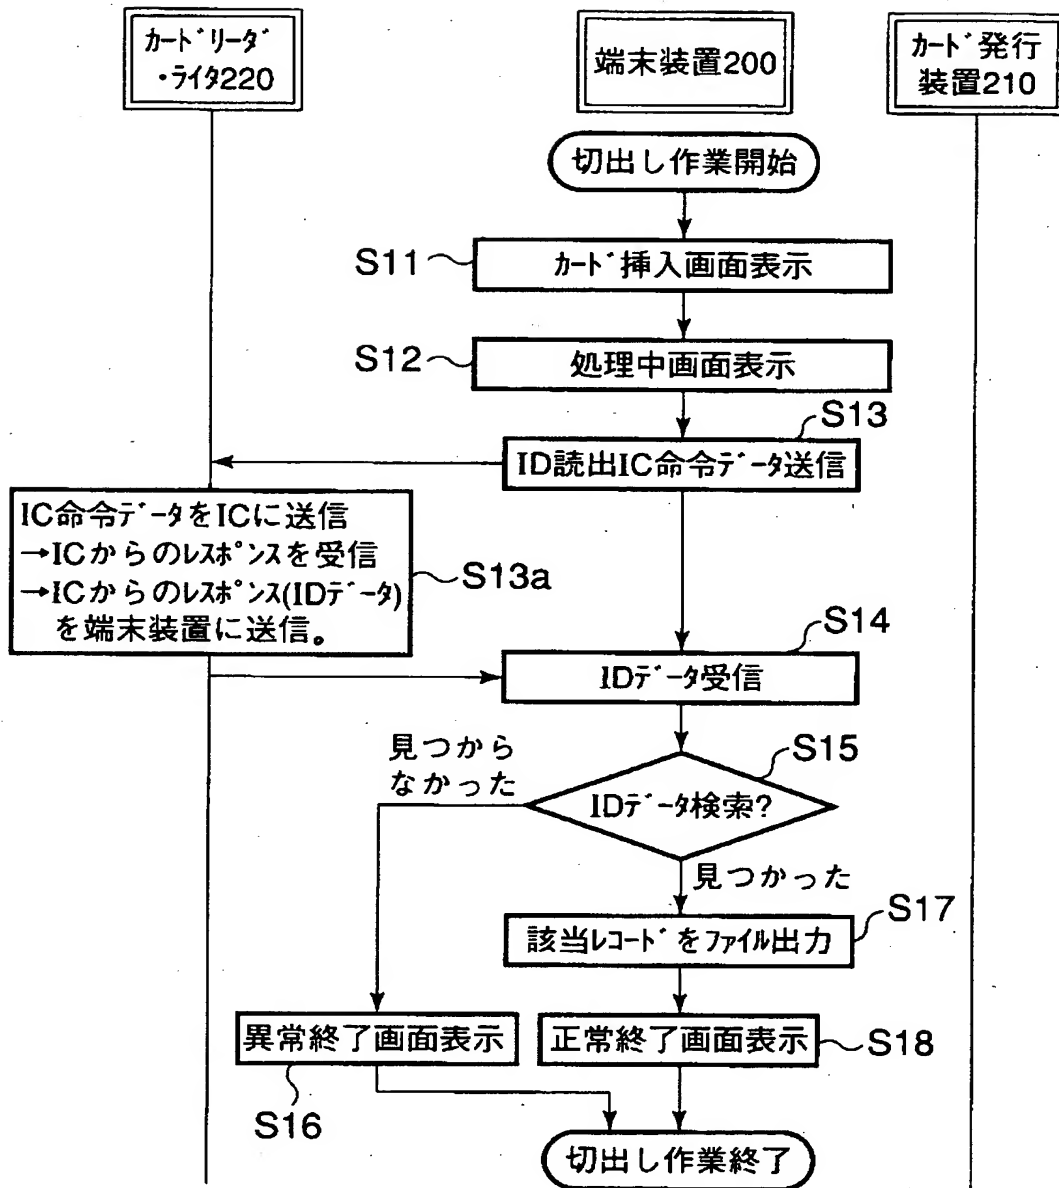 カードリーダ
・ライタ220
端末装置200
カード発行
装置210
切出し作業開始
S11
カード挿入画面表示
S12
処理中画面表示
S13
ID読出IC命令データ送信
IC命令データをICに送信
→ICからのレスポンスを受信
→ICからのレスポンス(IDデータ)
を端末装置に送信。
S13a
S14
IDデータ受信
見つから
なかった
S15
IDデータ検索?
見つかった
S17
該当レコードをファイル出力
異常終了画面表示
正常終了画面表示
S18
S16
切出し作業終了